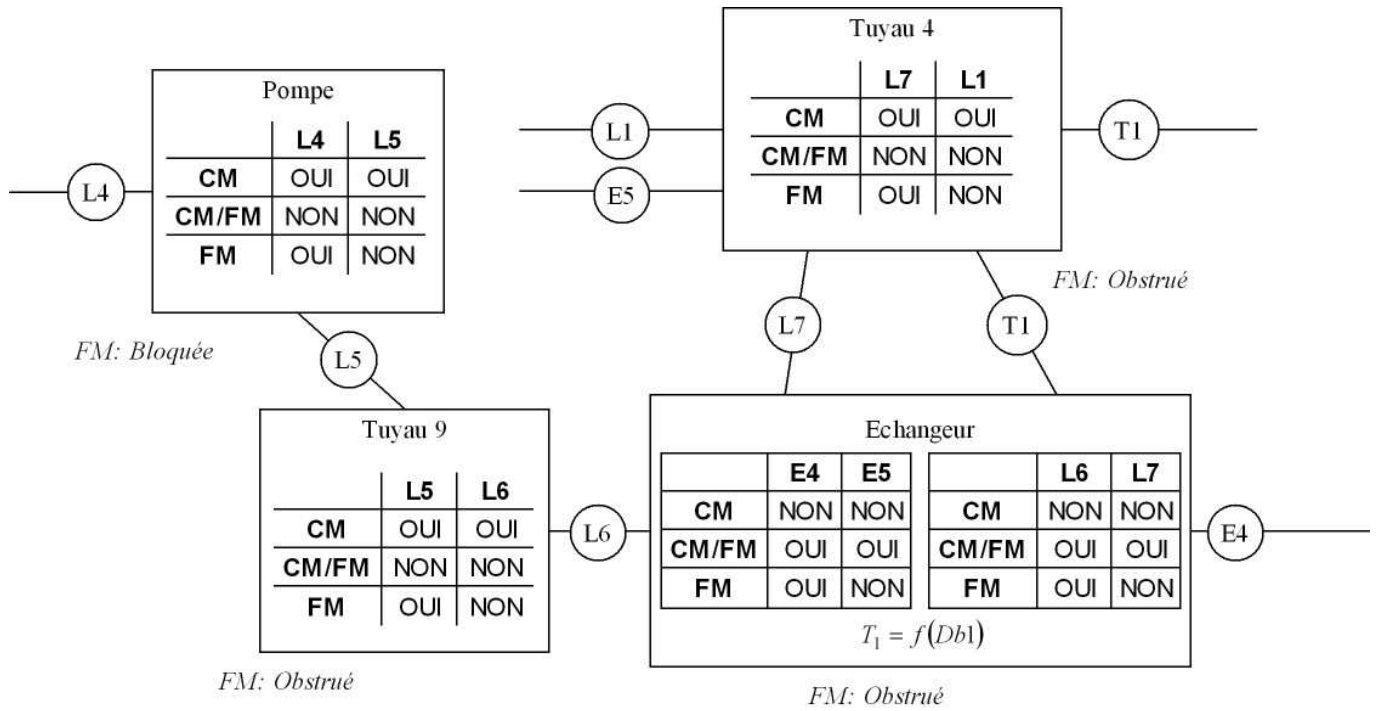 Tuyau 4
L7 L1
CM OUI OUI
CM/FM NON NON
FM OUI NON
L1
E5
T1
FM: Obstrué
Pompe
L4 L5
CM OUI OUI
CM/FM NON NON
FM OUI NON
L4
FM: Bloquée
L5
L7
T1
Tuyau 9
L5 L6
CM OUI OUI
CM/FM NON NON
FM OUI NON
FM: Obstrué
L6
Echangeur
E4 E5
CM NON NON
CM/FM OUI OUI
FM OUI NON
L6 L7
CM NON NON
CM/FM OUI OUI
FM OUI NON
T₁ = f(Db1)
E4
FM: Obstrué